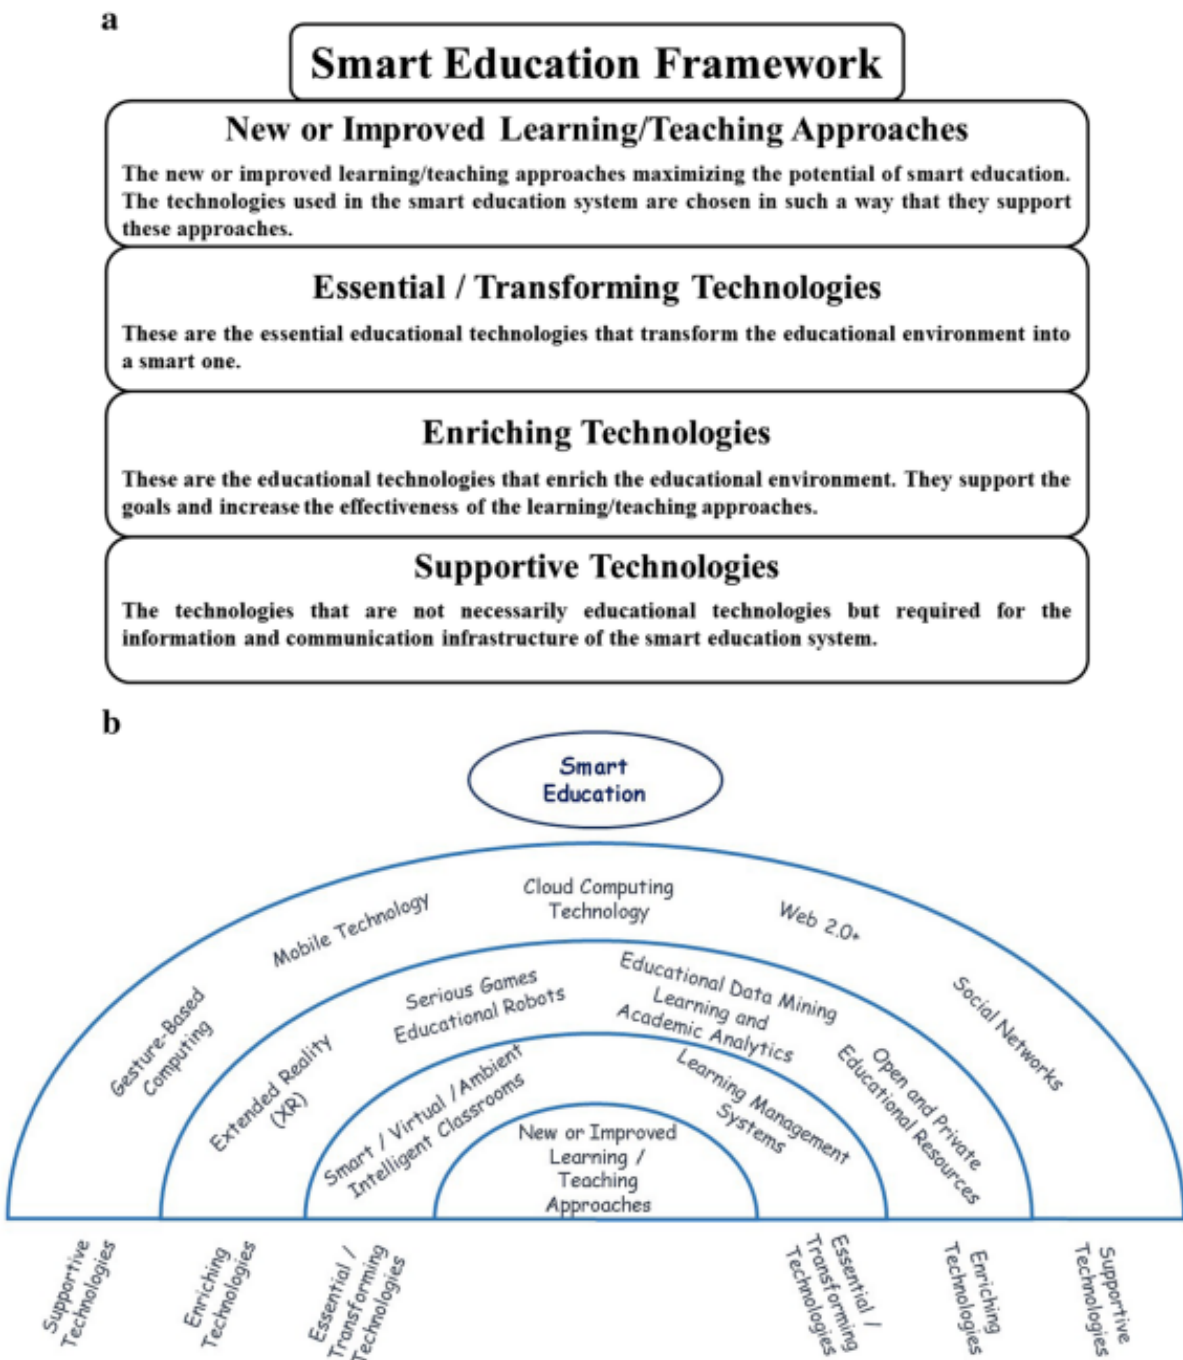 a
Smart Education Framework
New or Improved Learning/Teaching Approaches
The new or improved learning/teaching approaches maximizing the potential of smart education.
The technologies used in the smart education system are chosen in such a way that they support
these approaches.
Essential / Transforming Technologies
These are the essential educational technologies that transform the educational environment into
a smart one.
Enriching Technologies
These are the educational technologies that enrich the educational environment. They support the
goals and increase the effectiveness of the learning/teaching approaches.
Supportive Technologies
The technologies that are not necessarily educational technologies but required for the
information and communication infrastructure of the smart education system.
b
Smart
Education
Gesture-Based
Computing
Mobile Technology
Cloud Computing
Technology
Web 2.0+
Social Networks
Extended Reality
(XR)
Serious Games
Educational Robots
Educational Data Mining
Learning and
Academic Analytics
Open and Private
Educational Resources
Smart / Virtual /Ambient
Intelligent Classrooms
Learning Management
Systems
New or Improved
Learning /
Teaching
Approaches
Supportive
Technologies
Enriching
Technologies
Essential /
Transforming
Technologies
Essential /
Transforming
Technologies
Enriching
Technologies
Supportive
Technologies